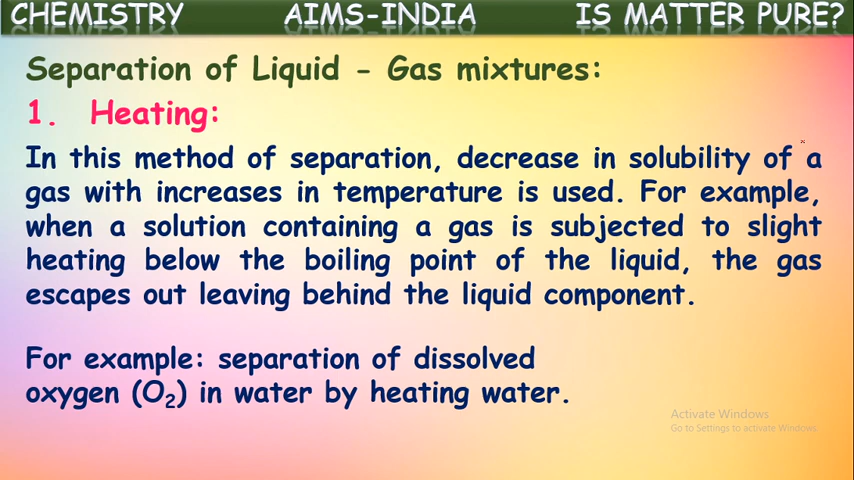 CHEMISTRY AIMS-INDIA IS MATTER PURE?
Separation of Liquid - Gas mixtures:
1. Heating:
In this method of separation, decrease in solubility of a
gas with increases in temperature is used. For example,
when a solution containing a gas is subjected to slight
heating below the boiling point of the liquid, the gas
escapes out leaving behind the liquid component.
For example: separation of dissolved
oxygen (O₂) in water by heating water.
Activate Windows
Go to Settings to activate Windows.